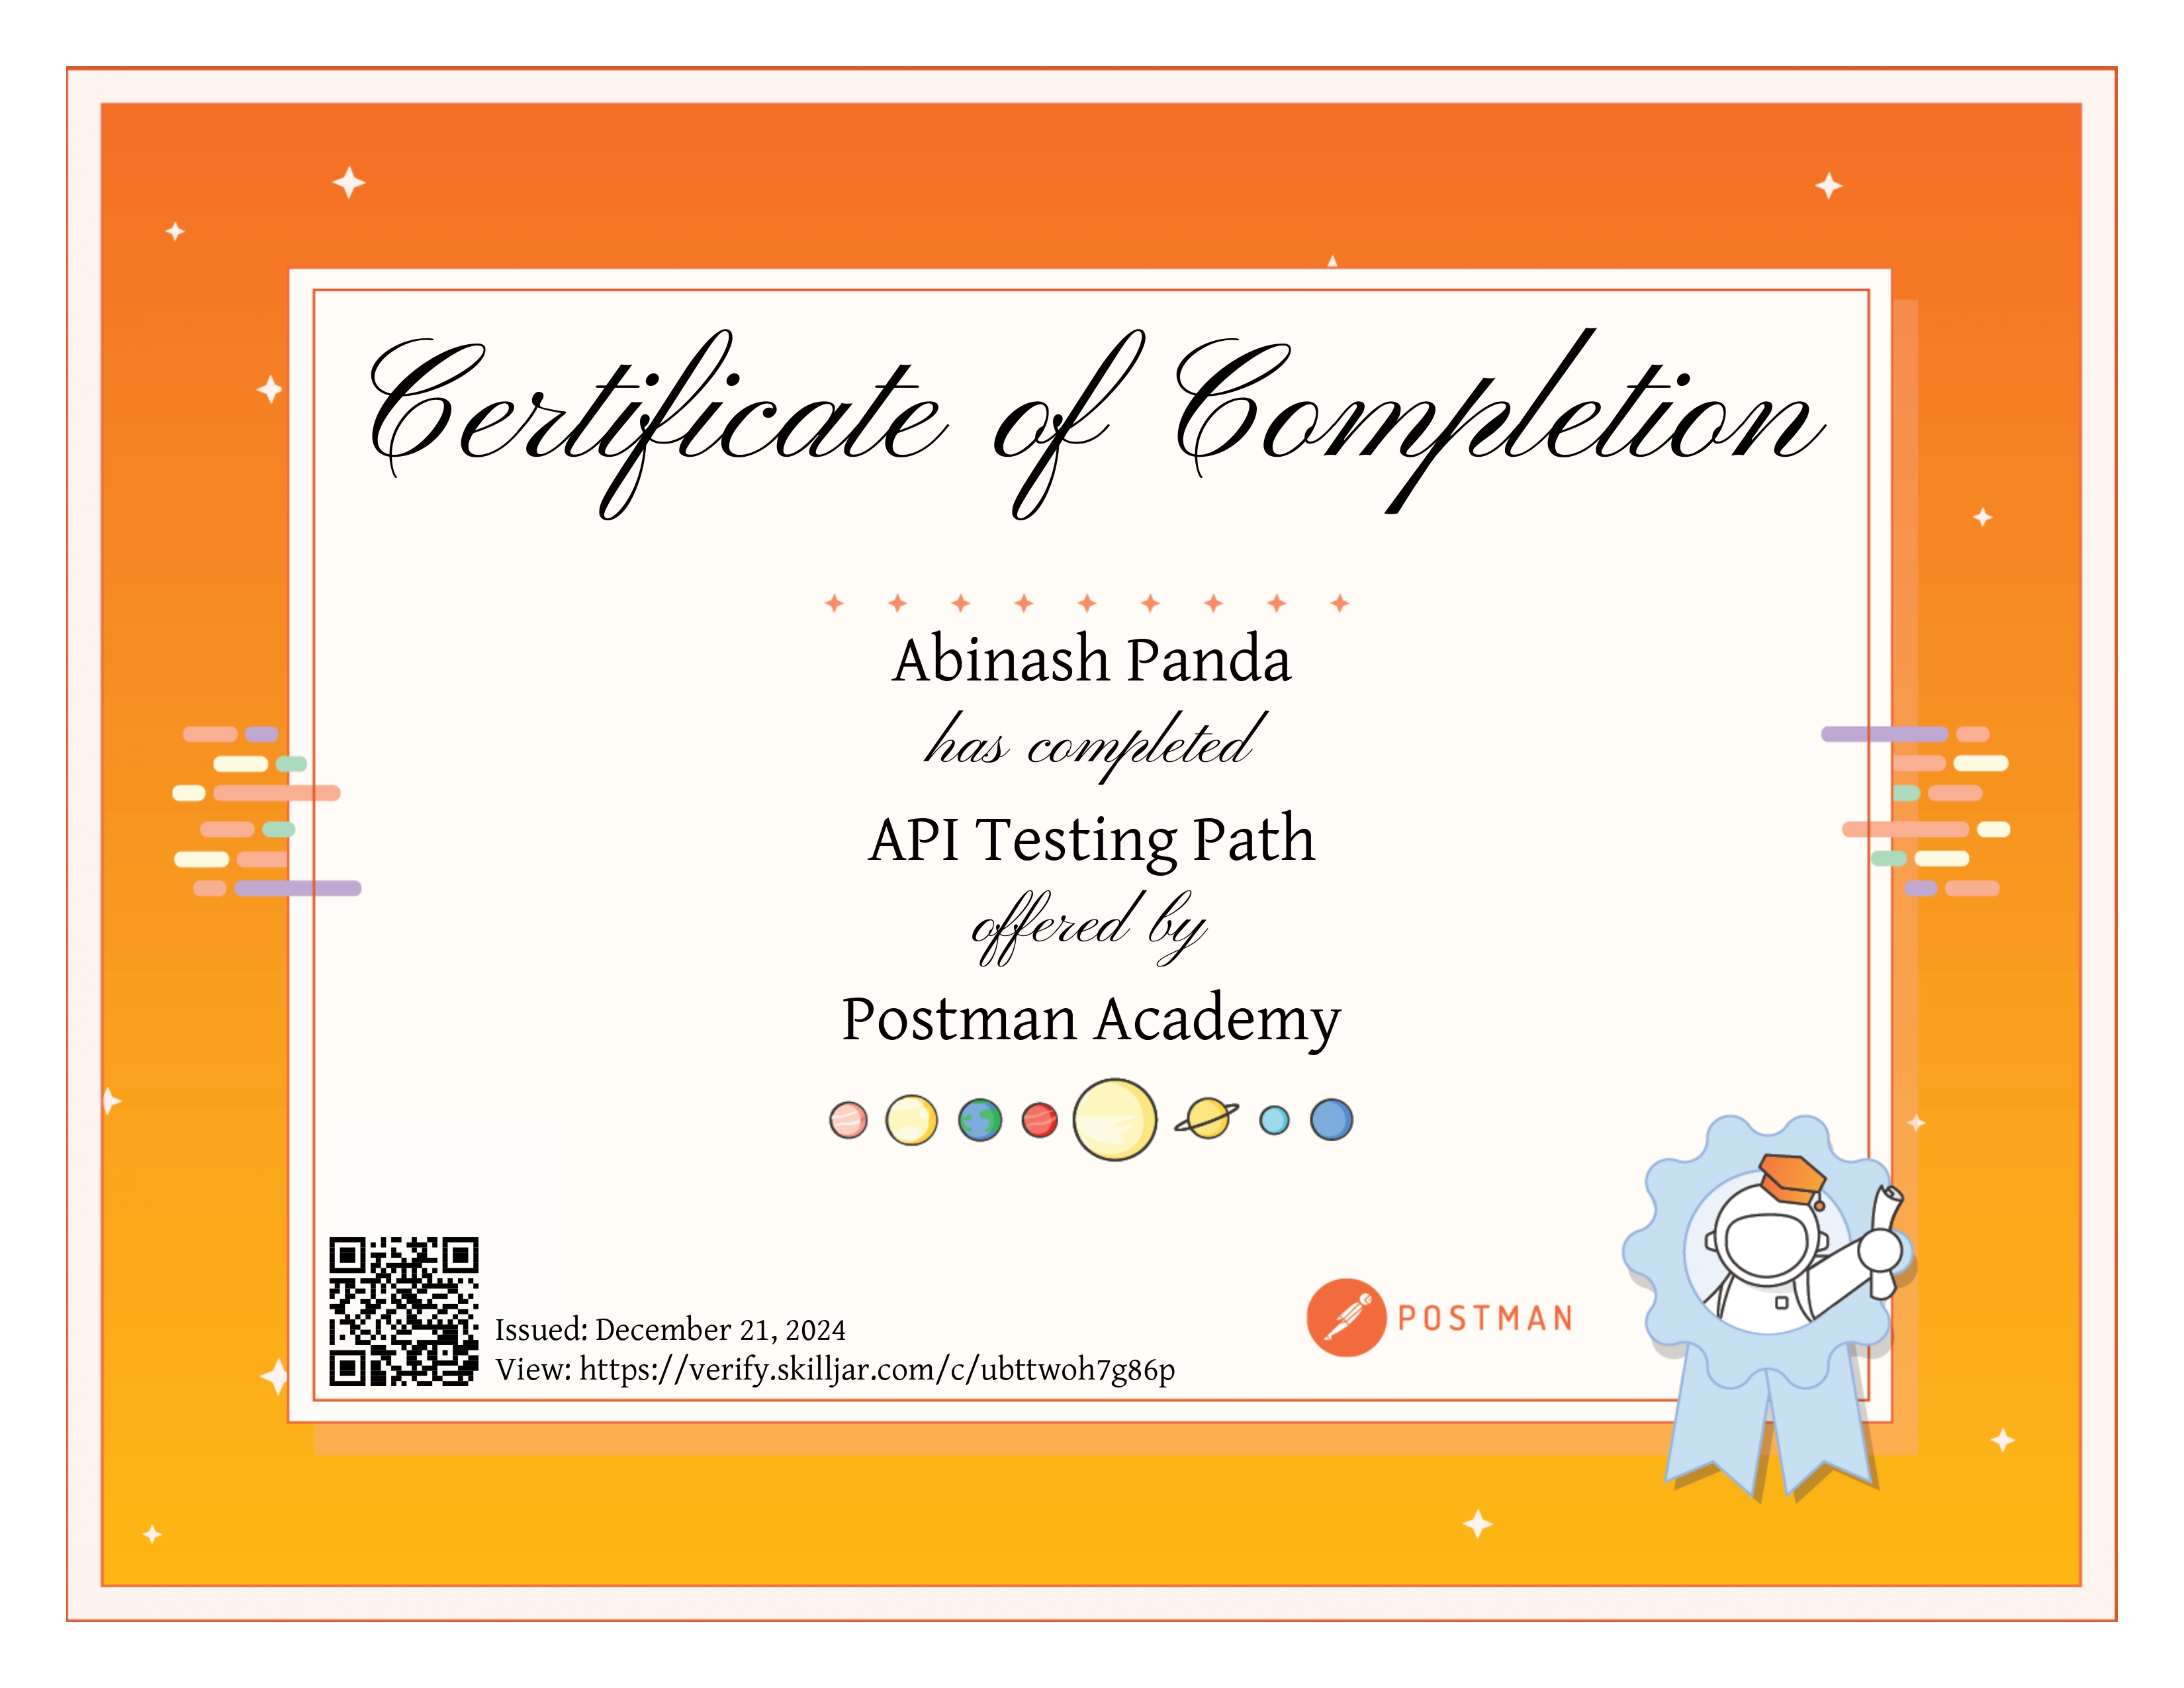 Certificate of Completion
Abinash Panda
has completed
API Testing Path
offered by
Postman Academy
Issued: December 21, 2024
View: https://verify.skilljar.com/c/ubttwoh7g86p
POSTMAN